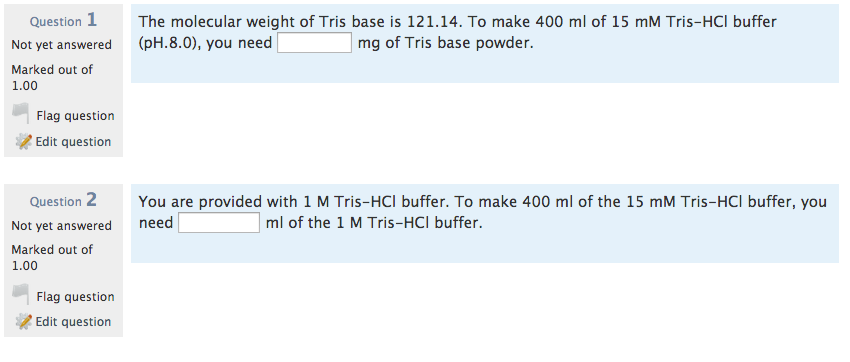 Question 1
Not yet answered
Marked out of
1.00
Flag question
Edit question
The molecular weight of Tris base is 121.14. To make 400 ml of 15 mM Tris-HCl buffer
(pH.8.0), you need mg of Tris base powder.
Question 2
Not yet answered
Marked out of
1.00
Flag question
Edit question
You are provided with 1 M Tris-HCl buffer. To make 400 ml of the 15 mM Tris-HCl buffer, you
need ml of the 1 M Tris-HCl buffer.